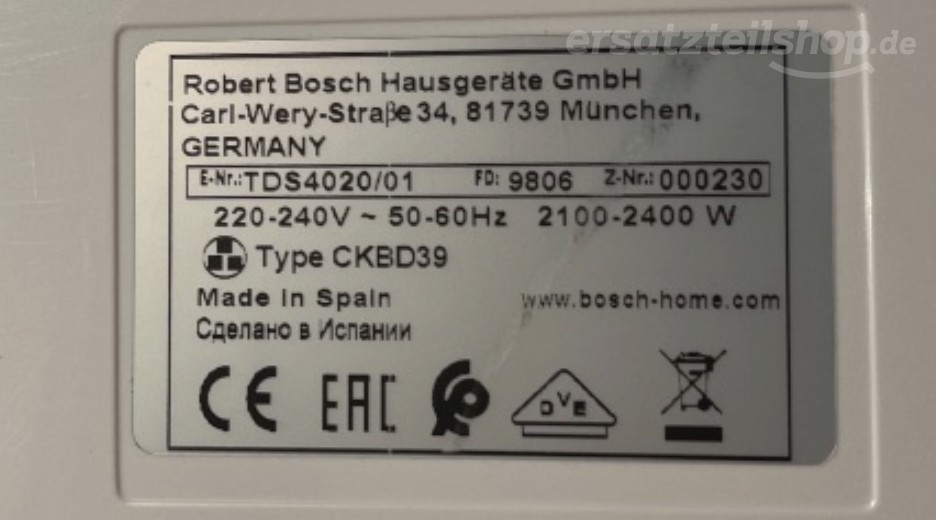 ersatzteilshop.de
Robert Bosch Hausgeräte GmbH
Carl-Wery-Straße 34, 81739 München,
GERMANY
E-Nr.: TDS4020/01 FD: 9806 Z-Nr.: 000230
220-240V ~ 50-60Hz 2100-2400 W
Type CKBD39
Made in Spain www.bosch-home.com
Сделано в Испании
CE EAC DVE